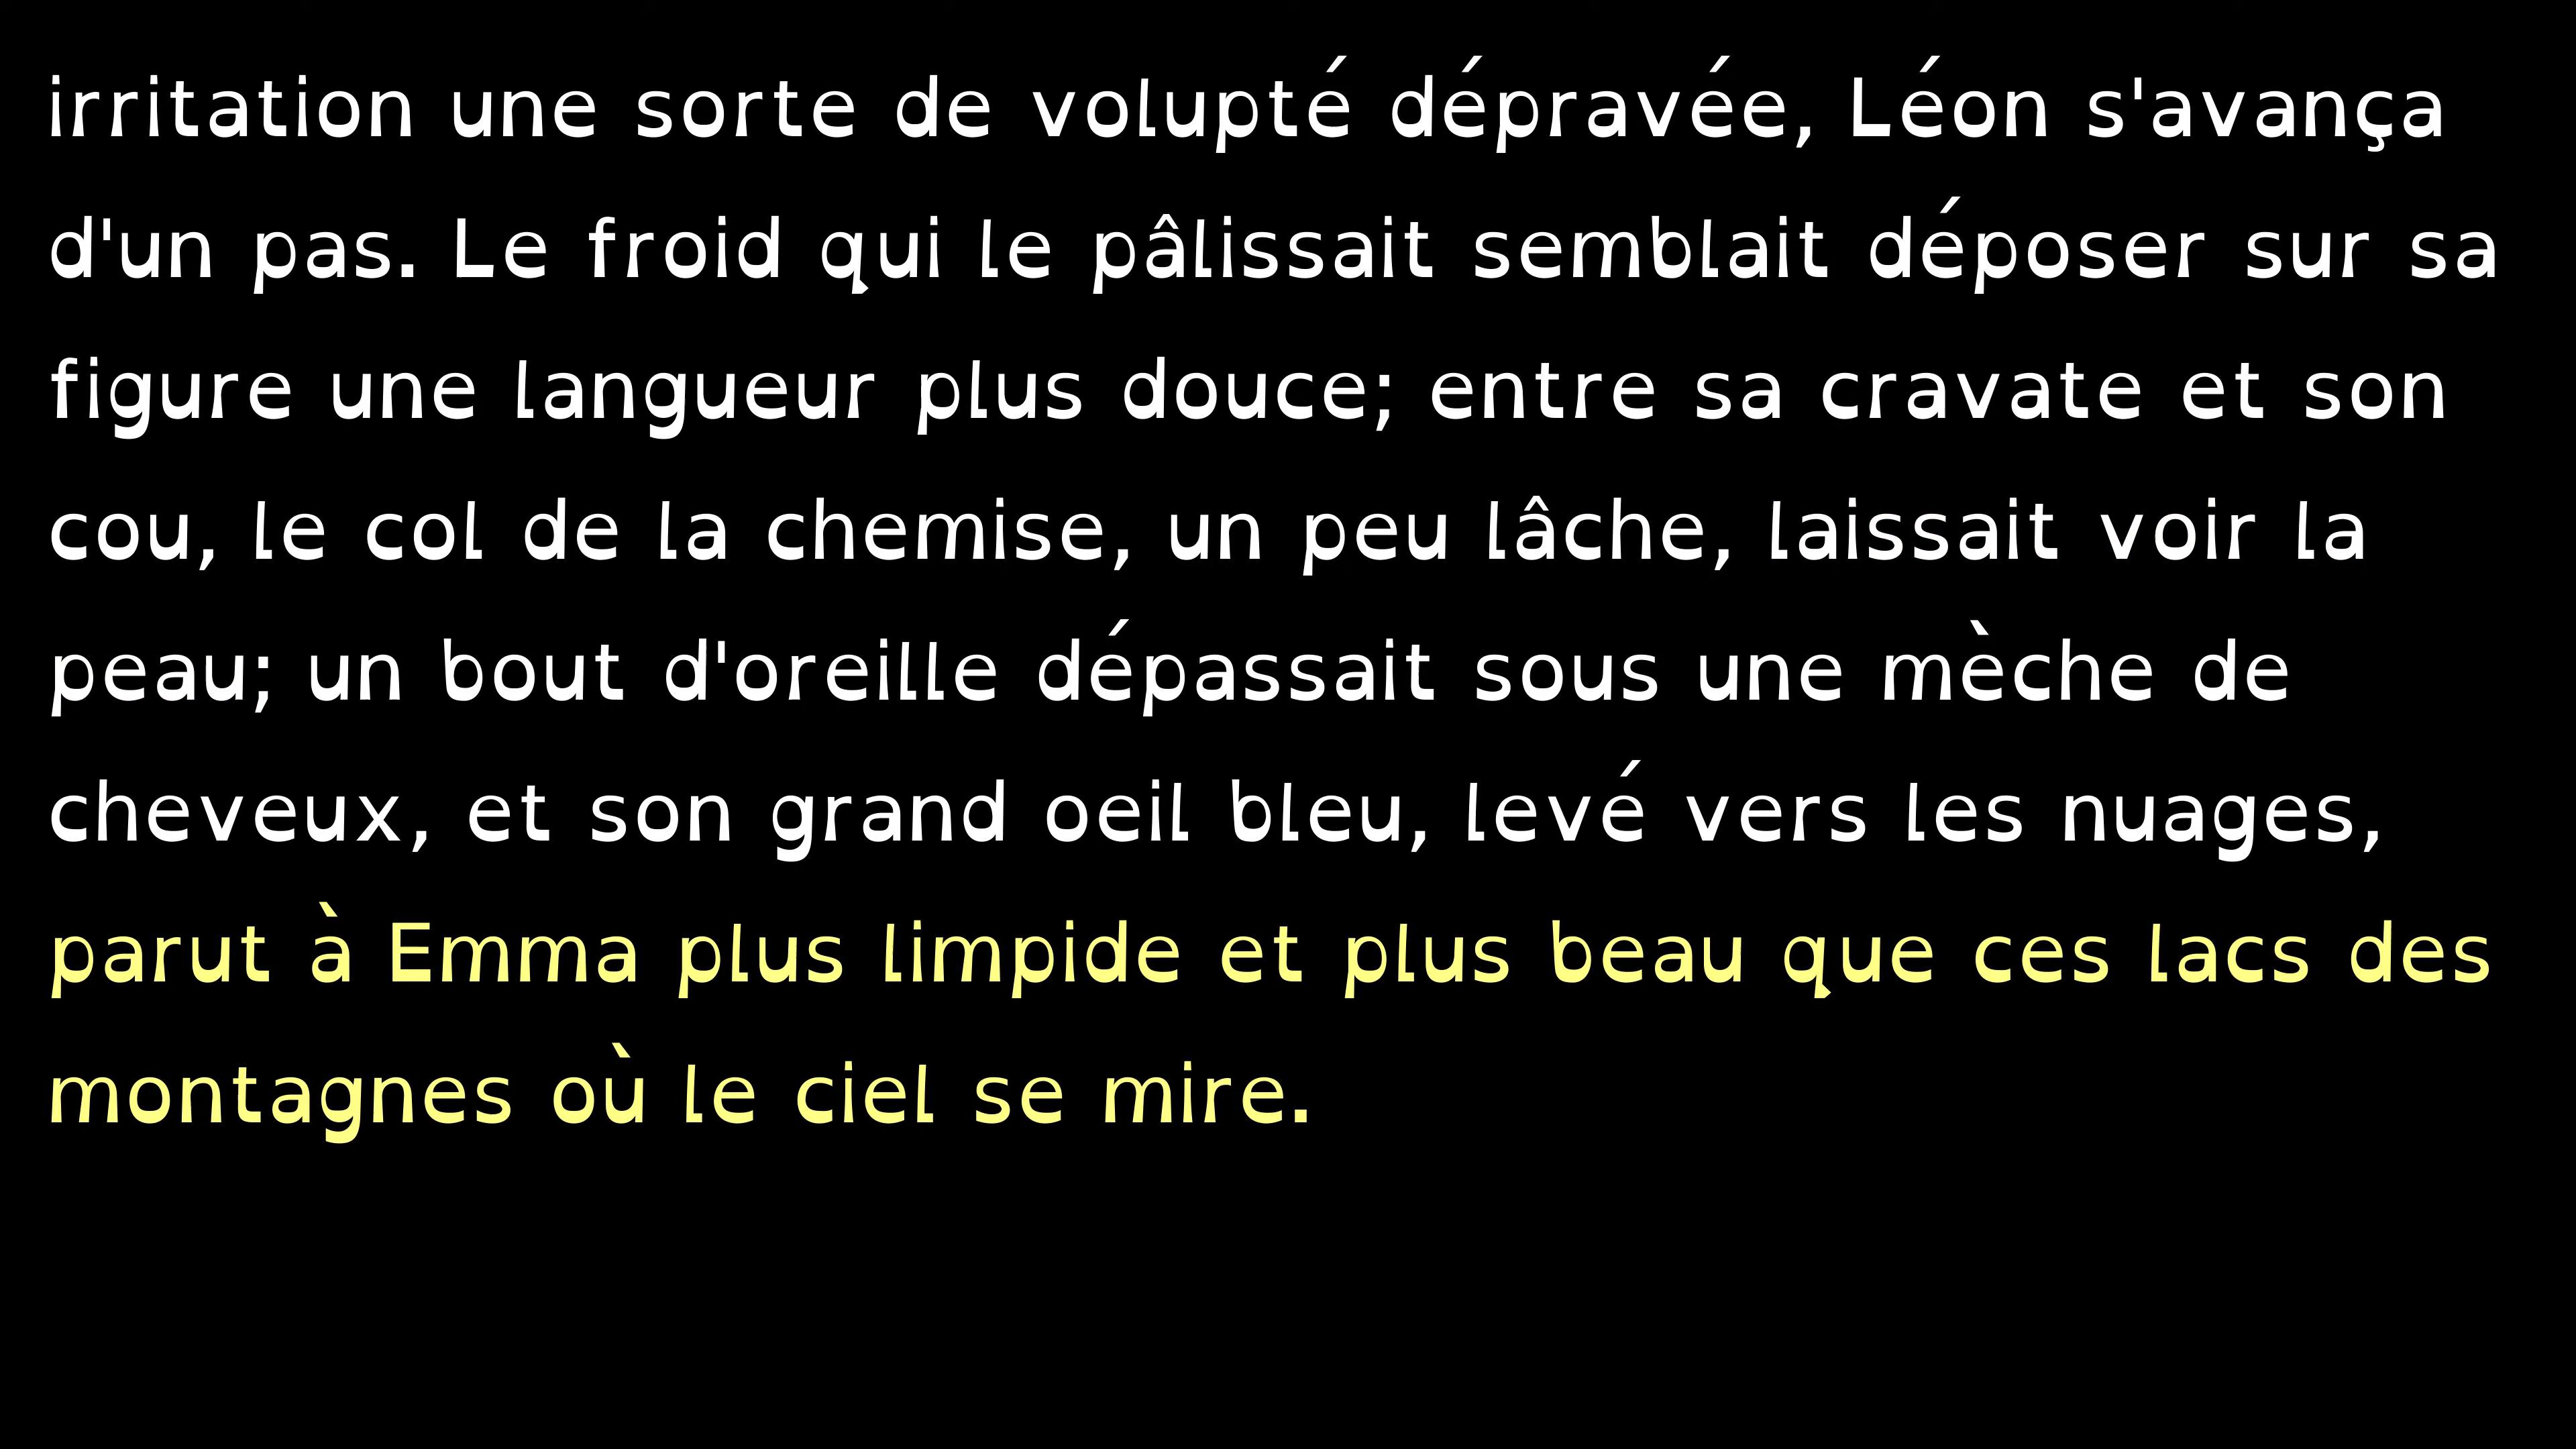 irritation une sorte de volupté dépravée, Léon s'avança
d'un pas. Le froid qui le pâlissait semblait déposer sur sa
figure une langueur plus douce; entre sa cravate et son
cou, le col de la chemise, un peu lâche, laissait voir la
peau; un bout d'oreille dépassait sous une mèche de
cheveux, et son grand oeil bleu, levé vers les nuages,
parut à Emma plus limpide et plus beau que ces lacs des
montagnes où le ciel se mire.